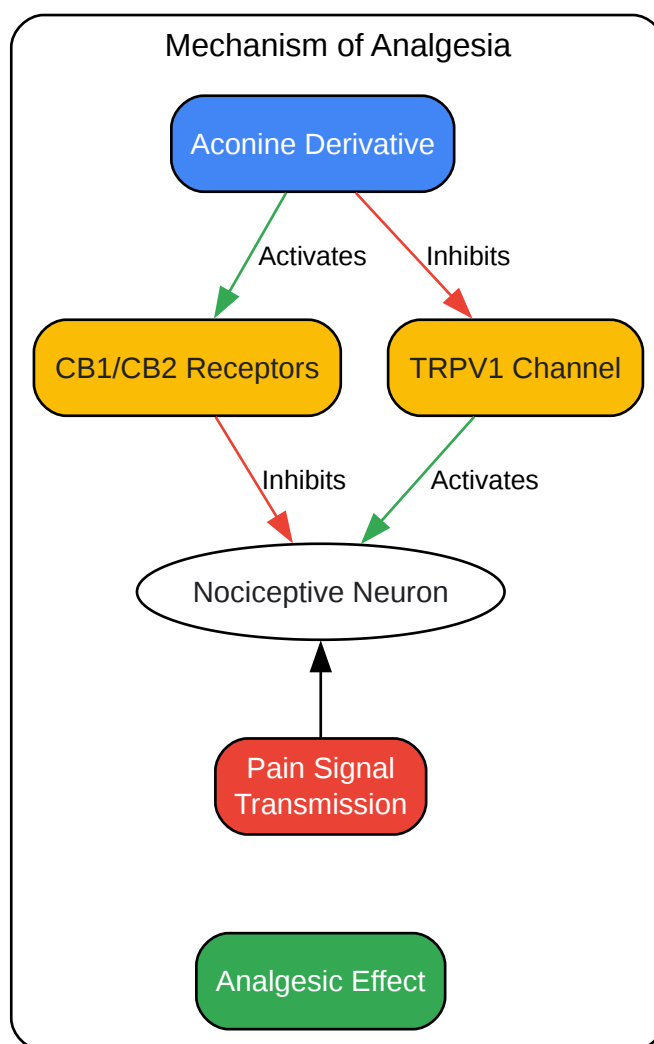 Mechanism of Analgesia
Aconine Derivative
Activates
Inhibits
CB1/CB2 Receptors
TRPV1 Channel
Inhibits
Activates
Nociceptive Neuron
Pain Signal
Transmission
Analgesic Effect